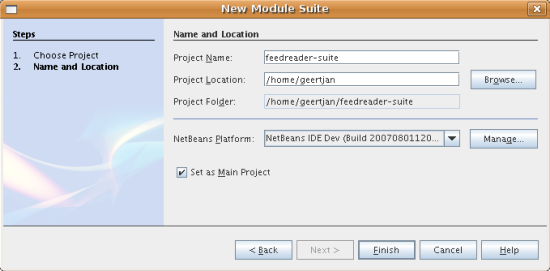 New Module Suite
Steps
1. Choose Project
2. Name and Location
Name and Location
Project Name: feedreader-suite
Project Location: /home/geertjan Browse...
Project Folder: /home/geertjan/feedreader-suite
NetBeans Platform: NetBeans IDE Dev (Build 20070801120... Manage...
Set as Main Project
< Back Next > Finish Cancel Help